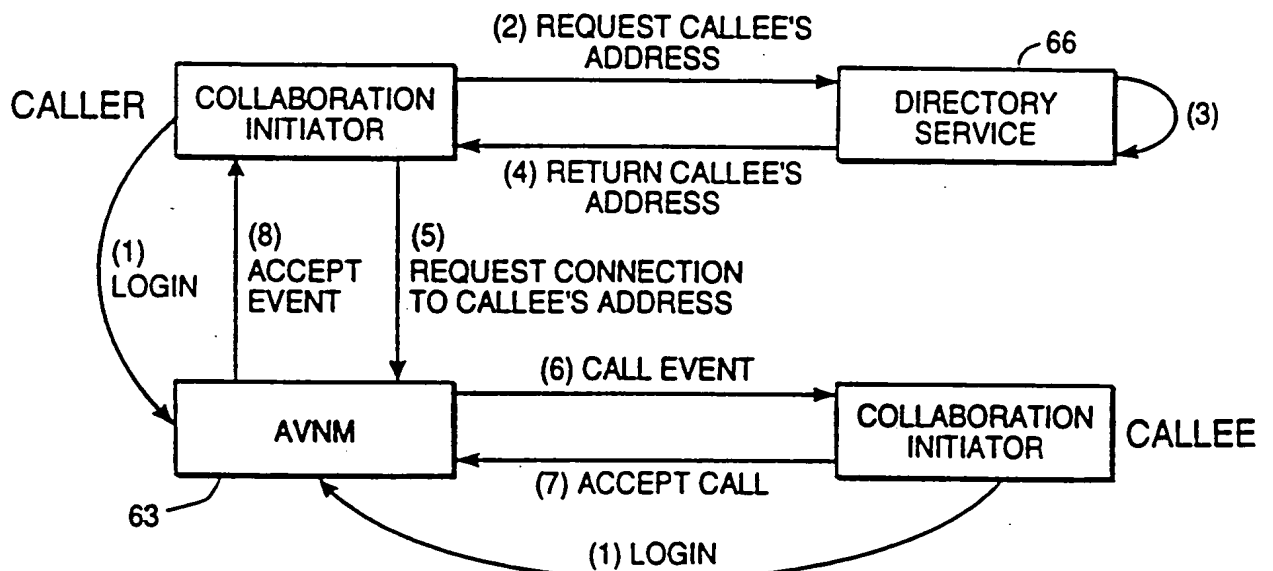 (2) REQUEST CALLEE'S
ADDRESS
66
CALLER
COLLABORATION
INITIATOR
DIRECTORY
SERVICE
(3)
(4) RETURN CALLEE'S
ADDRESS
(1)
LOGIN
(8)
ACCEPT
EVENT
(5)
REQUEST CONNECTION
TO CALLEE'S ADDRESS
(6) CALL EVENT
AVNM
COLLABORATION
INITIATOR
CALLEE
(7) ACCEPT CALL
63
(1) LOGIN